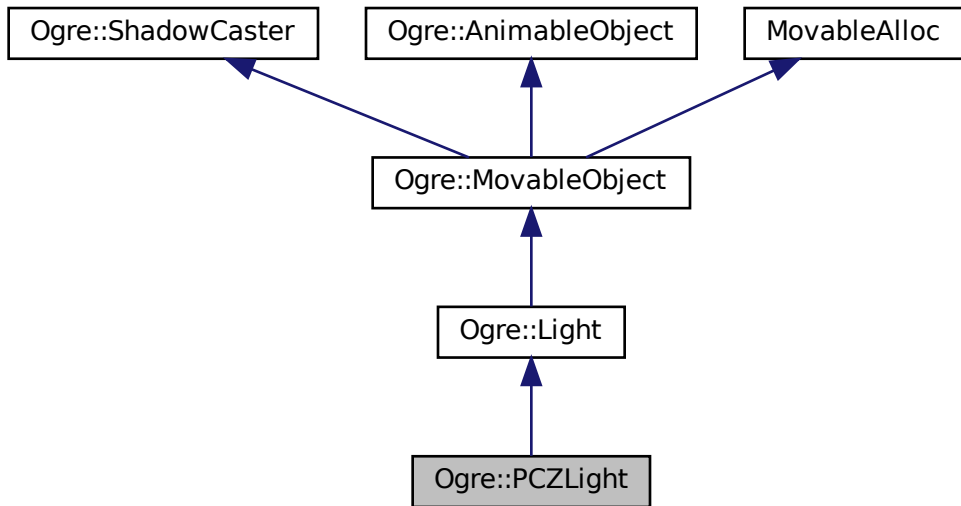 Ogre::ShadowCaster
Ogre::AnimableObject
MovableAlloc
Ogre::MovableObject
Ogre::Light
Ogre::PCZLight